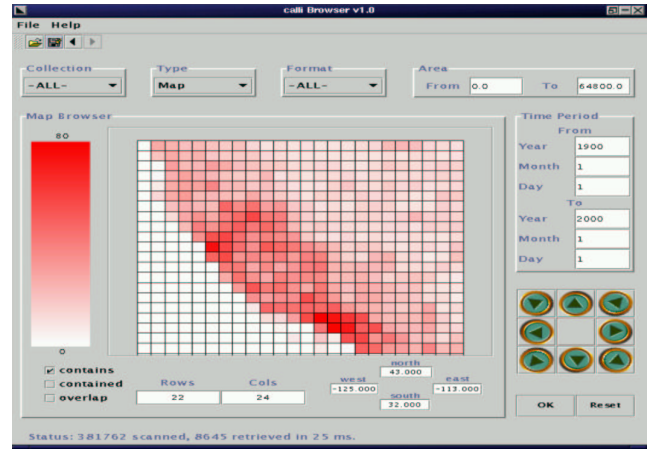 calli Browser v1.0
File Help
Collection Type Format Area
-ALL- Map -ALL- From 0.0 To 64800.0
Map Browser Time Period
80 From
Year 1900
Month 1
Day 1
To
Year 2000
Month 1
Day 1
0
contains north
43.000
contained Rows Cols west east
overlap 22 24 -125.000 -113.000
south
32.000
OK Reset
Status: 381762 scanned, 8645 retrieved in 25 ms.